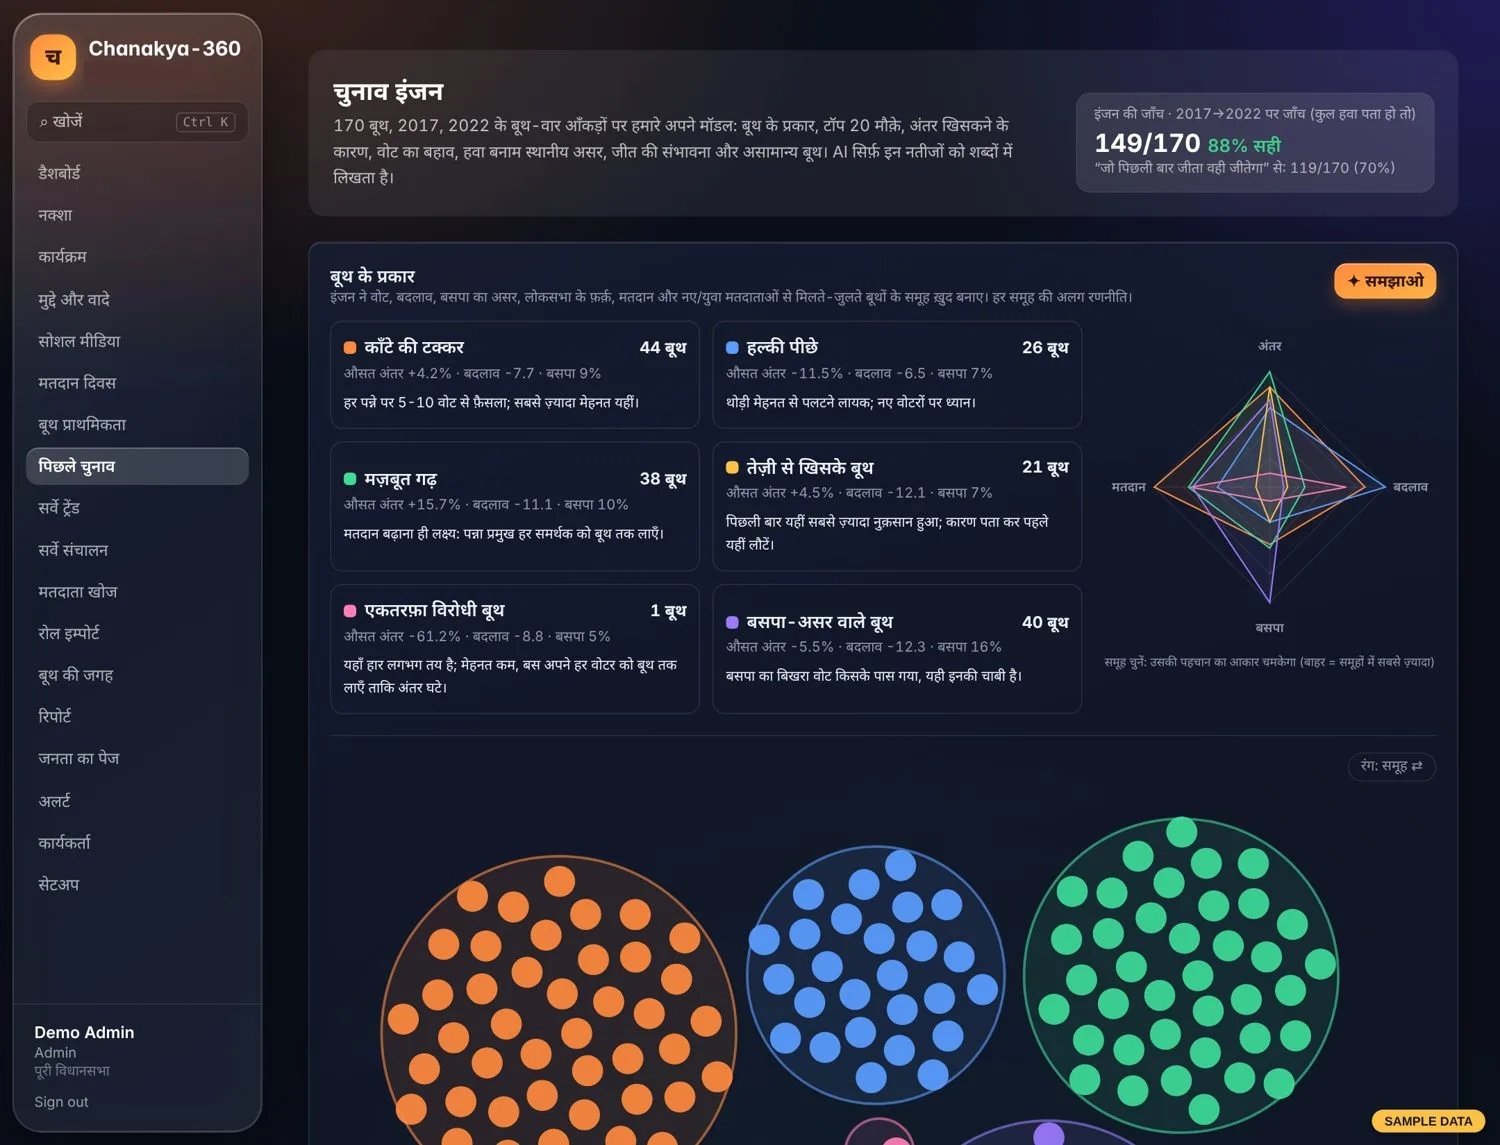 च
Chanakya-360
खोजें
Ctrl K
डैशबोर्ड
नक्शा
कार्यक्रम
मुद्दे और वादे
सोशल मीडिया
मतदान दिवस
बूथ प्राथमिकता
पिछले चुनाव
सर्वे ट्रेंड
सर्वे संचालन
मतदाता खोज
रोल इम्पोर्ट
बूथ की जगह
रिपोर्ट
जनता का पेज
अलर्ट
कार्यकर्ता
सेटअप
Demo Admin
Admin
पूरी विधानसभा
Sign out
चुनाव इंजन
170 बूथ, 2017, 2022 के बूथ-वार आँकड़ों पर हमारे अपने मॉडल: बूथ के प्रकार, टॉप 20 मौक़े, अंतर खिसकने के
कारण, वोट का बहाव, हवा बनाम स्थानीय असर, जीत की संभावना और असामान्य बूथ। AI सिर्फ़ इन नतीजों को शब्दों में
लिखता है।
इंजन की जाँच · 2017→2022 पर जाँच (कुल हवा पता हो तो)
149/170 88% सही
“जो पिछली बार जीता वही जीतेगा” से: 119/170 (70%)
बूथ के प्रकार
इंजन ने वोट, बदलाव, बसपा का असर, लोकसभा के फ़र्क़, मतदान और नए/युवा मतदाताओं से मिलते-जुलते बूथों के समूह ख़ुद बनाए। हर समूह की अलग रणनीति।
✦ समझाओ
काँटे की टक्कर 44 बूथ
औसत अंतर +4.2% · बदलाव -7.7 · बसपा 9%
हर पन्ने पर 5-10 वोट से फ़ैसला; सबसे ज़्यादा मेहनत यहीं।
हल्की पीछे 26 बूथ
औसत अंतर -11.5% · बदलाव -6.5 · बसपा 7%
थोड़ी मेहनत से पलटने लायक; नए वोटरों पर ध्यान।
मज़बूत गढ़ 38 बूथ
औसत अंतर +15.7% · बदलाव -11.1 · बसपा 10%
मतदान बढ़ाना ही लक्ष्य: पन्ना प्रमुख हर समर्थक को बूथ तक लाएँ।
तेज़ी से खिसके बूथ 21 बूथ
औसत अंतर +4.5% · बदलाव -12.1 · बसपा 7%
पिछली बार यहीं सबसे ज़्यादा नुक़सान हुआ; कारण पता कर पहले
यहीं लौटें।
एकतरफ़ा विरोधी बूथ 1 बूथ
औसत अंतर -61.2% · बदलाव -8.8 · बसपा 5%
यहाँ हार लगभग तय है; मेहनत कम, बस अपने हर वोटर को बूथ तक
लाएँ ताकि अंतर घटे।
बसपा-असर वाले बूथ 40 बूथ
औसत अंतर -5.5% · बदलाव -12.3 · बसपा 16%
बसपा का बिखरा वोट किसके पास गया, यही इनकी चाबी है।
अंतर
मतदान
बदलाव
बसपा
समूह चुनें: उसकी पहचान का आकार चमकेगा (बाहर = समूहों में सबसे ज़्यादा)
रंग: समूह ⇄
SAMPLE DATA